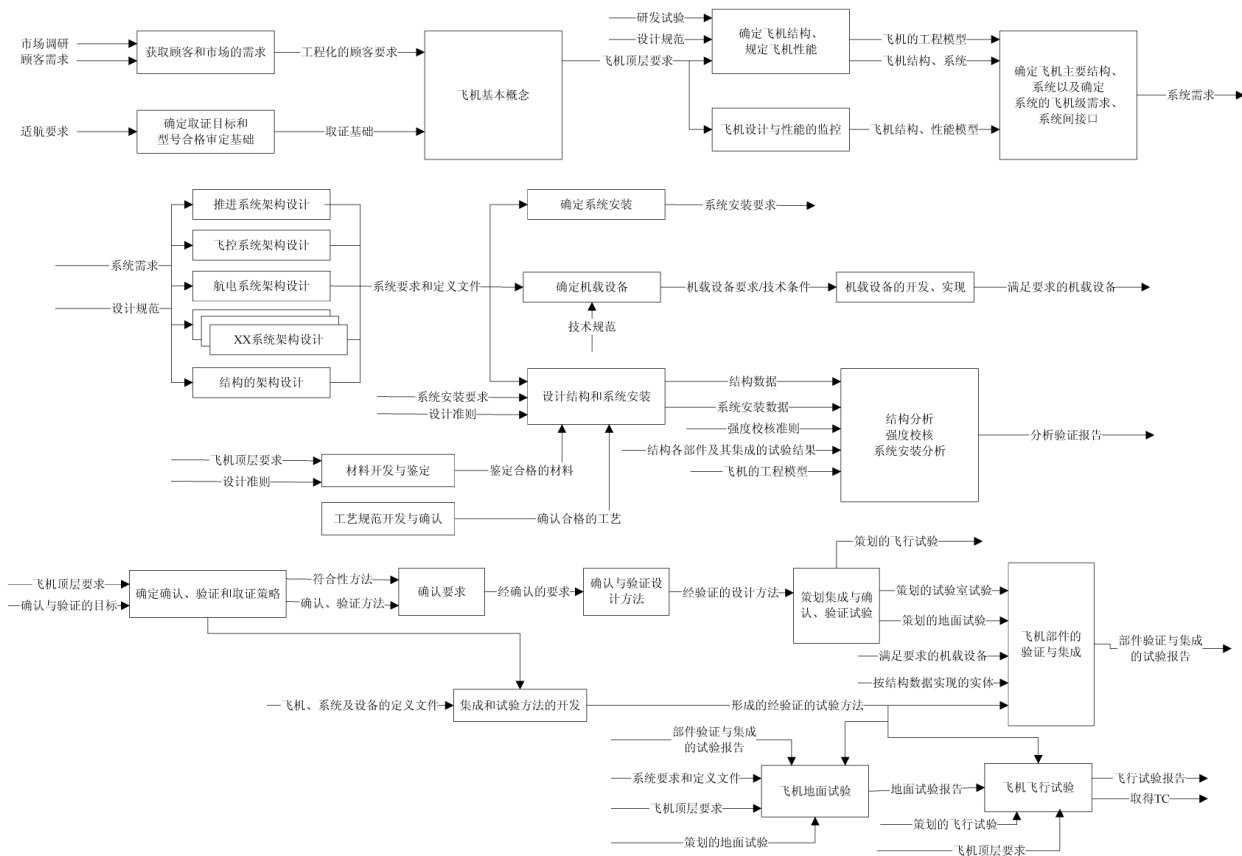 市场调研
顾客需求
获取顾客和市场的需求
工程化的顾客要求
适航要求
确定取证目标和
型号合格审定基础
取证基础
飞机基本概念
飞机顶层要求
研发试验
设计规范
确定飞机结构、
规定飞机性能
飞机的工程模型
飞机结构、系统
飞机设计与性能的监控
飞机结构、性能模型
确定飞机主要结构、
系统以及确定
系统的飞机级需求、
系统间接口
系统需求
系统需求
设计规范
推进系统架构设计
飞控系统架构设计
航电系统架构设计
XX系统架构设计
结构的架构设计
系统要求和定义文件
确定系统安装
系统安装要求
确定机载设备
技术规范
机载设备要求/技术条件
机载设备的开发、实现
满足要求的机载设备
系统安装要求
设计准则
设计结构和系统安装
飞机顶层要求
设计准则
材料开发与鉴定
鉴定合格的材料
工艺规范开发与确认
确认合格的工艺
结构数据
系统安装数据
强度校核准则
结构各部件及其集成的试验结果
飞机的工程模型
结构分析
强度校核
系统安装分析
分析验证报告
飞机顶层要求
确认与验证的目标
确定确认、验证和取证策略
符合性方法
确认、验证方法
确认要求
经确认的要求
确认与验证设
计方法
经验证的设计方法
策划集成与确
认、验证试验
策划的飞行试验
策划的试验室试验
策划的地面试验
满足要求的机载设备
按结构数据实现的实体
飞机部件的
验证与集成
部件验证与集成
的试验报告
飞机、系统及设备的定义文件
集成和试验方法的开发
形成的经验证的试验方法
部件验证与集成
的试验报告
系统要求和定义文件
飞机顶层要求
策划的地面试验
飞机地面试验
地面试验报告
飞机飞行试验
策划的飞行试验
飞机顶层要求
飞行试验报告
取得TC